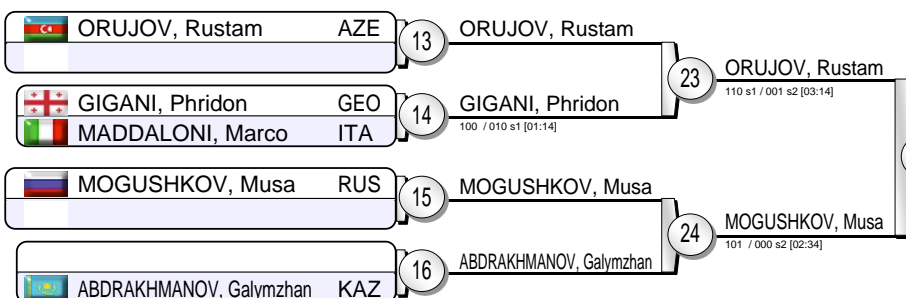 ORUJOV, Rustam AZE
13
ORUJOV, Rustam
GIGANI, Phridon GEO
MADDALONI, Marco ITA
14
GIGANI, Phridon
100 / 010 s1 [01:14]
23
ORUJOV, Rustam
110 s1 / 001 s2 [03:14]
MOGUSHKOV, Musa RUS
15
MOGUSHKOV, Musa
ABDRAKHMANOV, Galymzhan KAZ
16
ABDRAKHMANOV, Galymzhan
24
MOGUSHKOV, Musa
101 / 000 s2 [02:34]